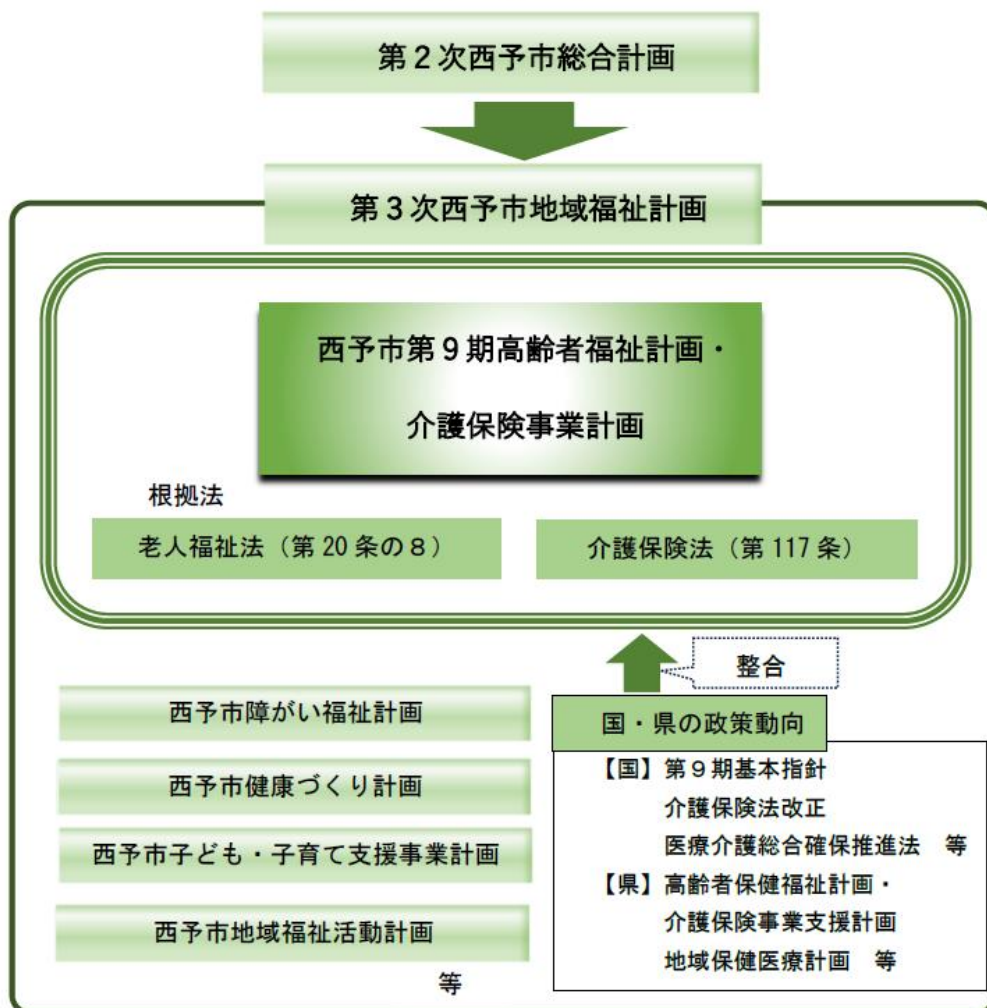 第2次西予市総合計画
第3次西予市地域福祉計画
西予市第9期高齢者福祉計画・
介護保険事業計画
根拠法
老人福祉法（第20条の8）
介護保険法（第117条）
整合
西予市障がい福祉計画
西予市健康づくり計画
西予市子ども・子育て支援事業計画
西予市地域福祉活動計画
等
国・県の政策動向
【国】第9期基本指針
介護保険法改正
医療介護総合確保推進法　等
【県】高齢者保健福祉計画・
介護保険事業支援計画
地域保健医療計画　等